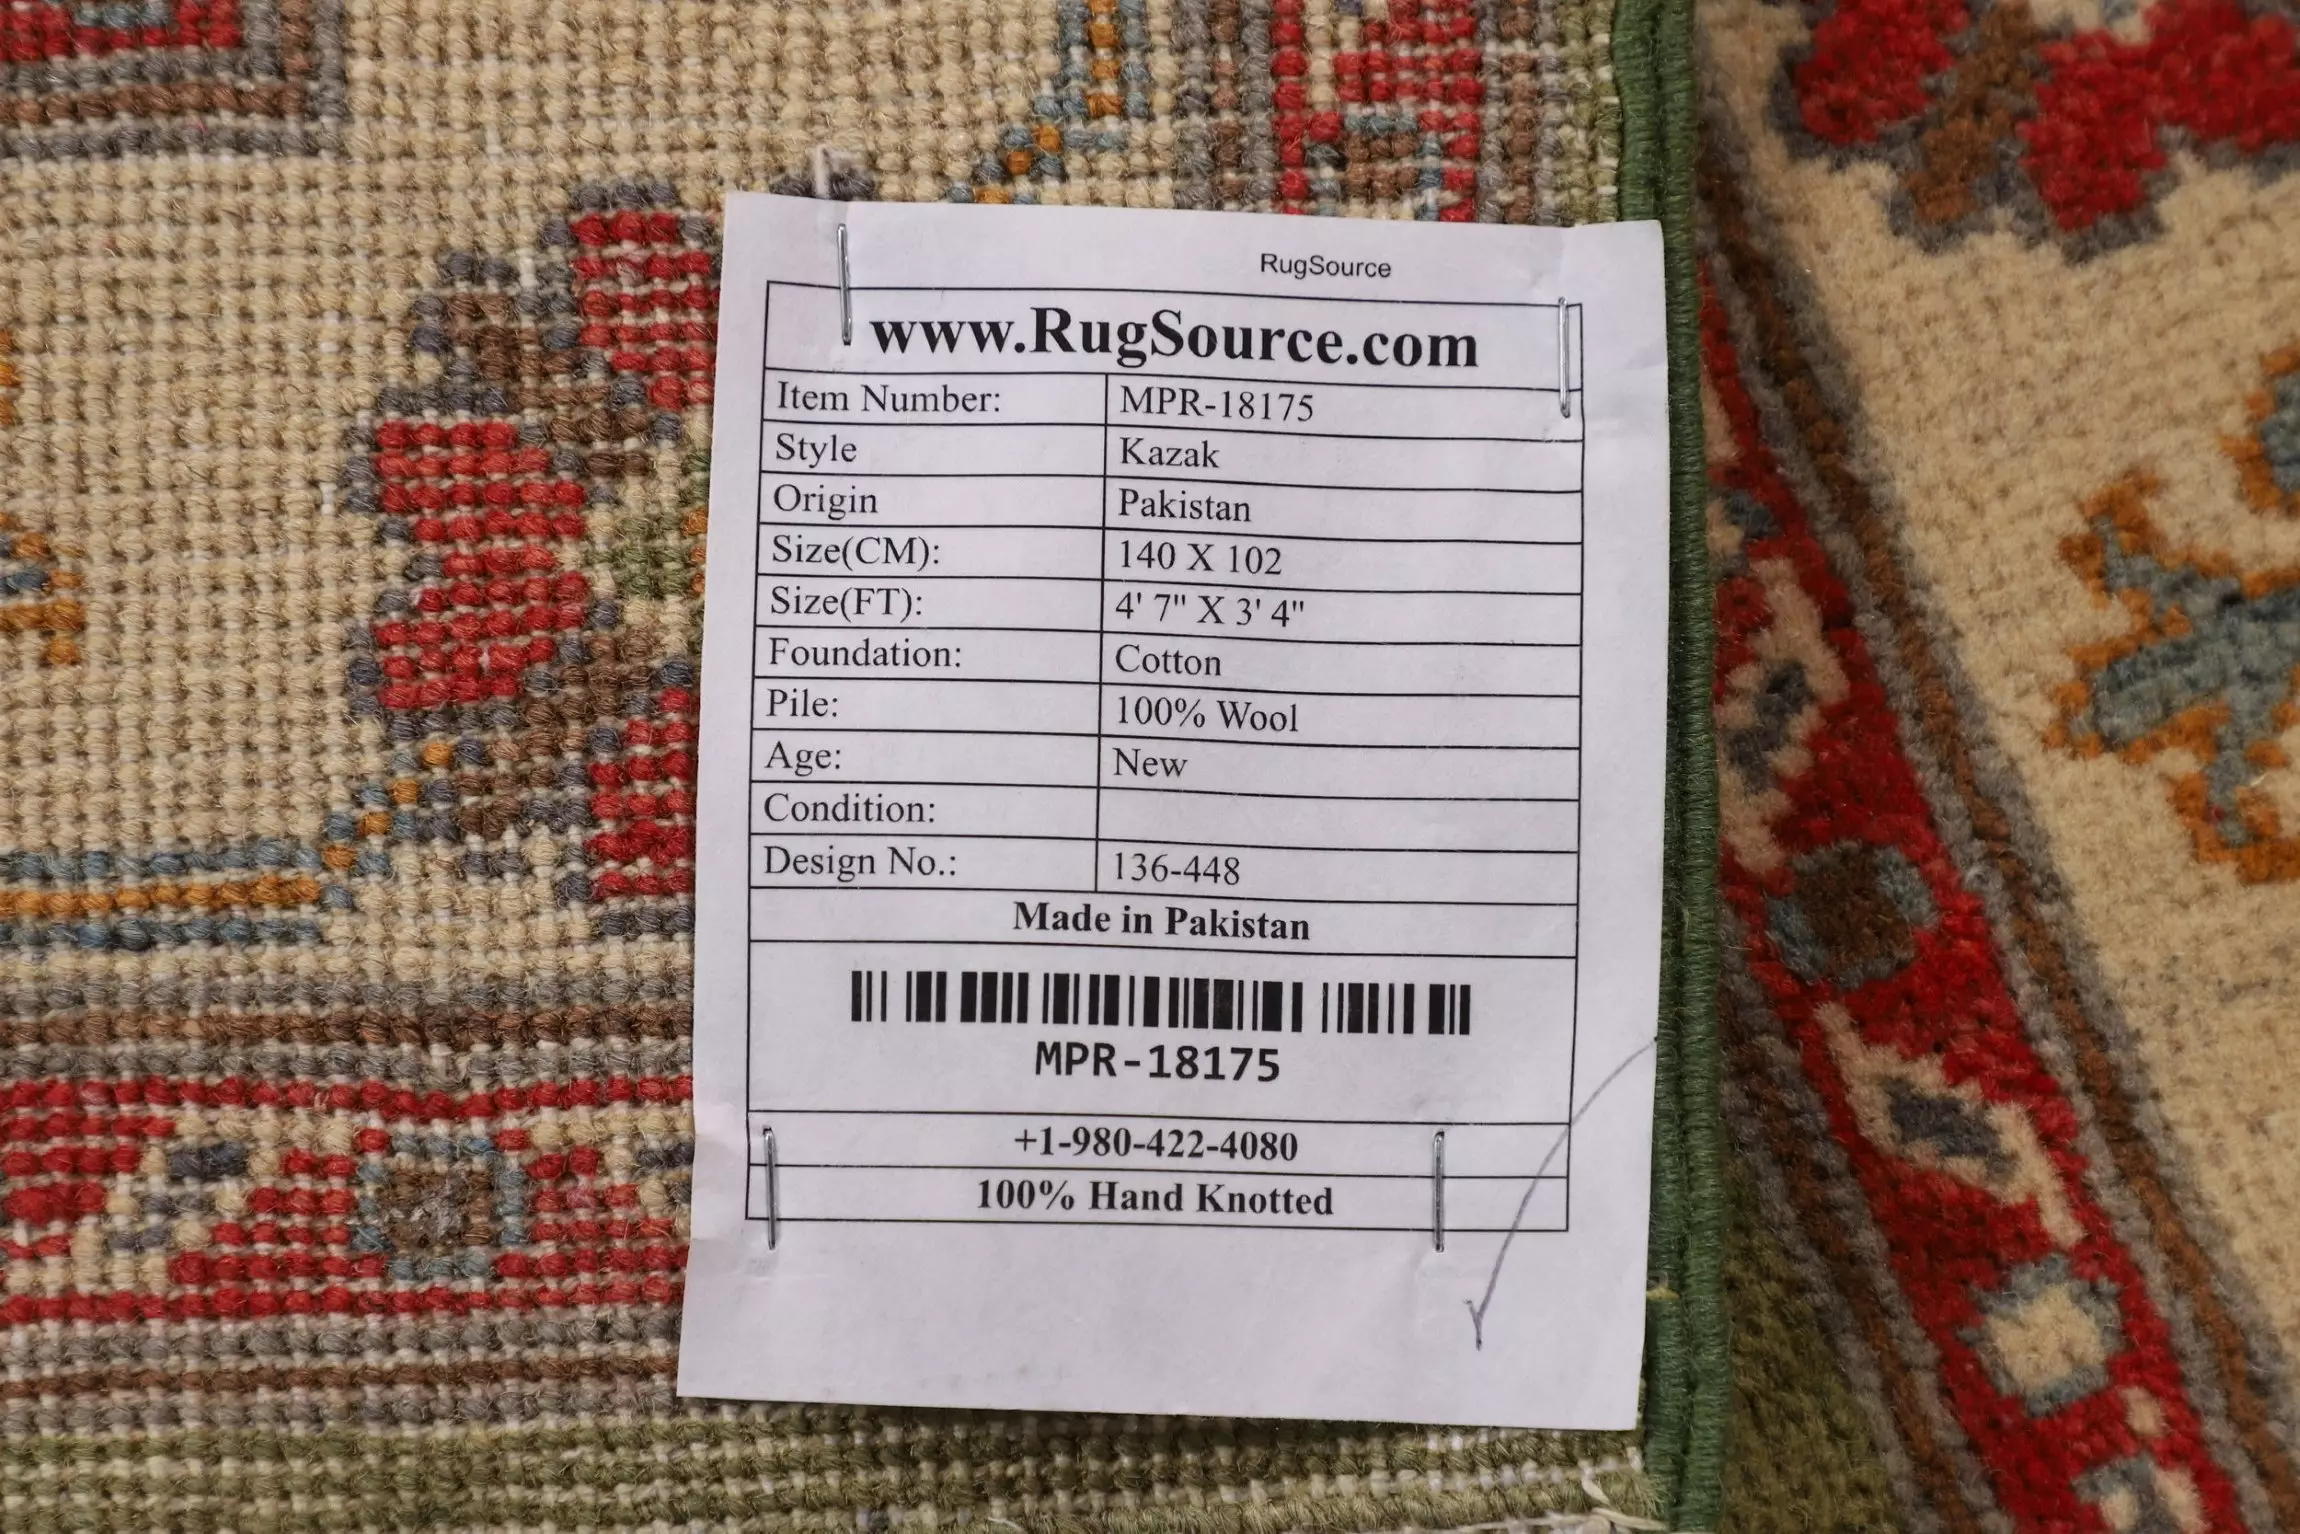 RugSource
www.RugSource.com
Item Number: MPR-18175
Style Kazak
Origin Pakistan
Size(CM): 140 X 102
Size(FT): 4' 7" X 3' 4"
Foundation: Cotton
Pile: 100% Wool
Age: New
Condition:
Design No.: 136-448
Made in Pakistan
MPR-18175
+1-980-422-4080
100% Hand Knotted